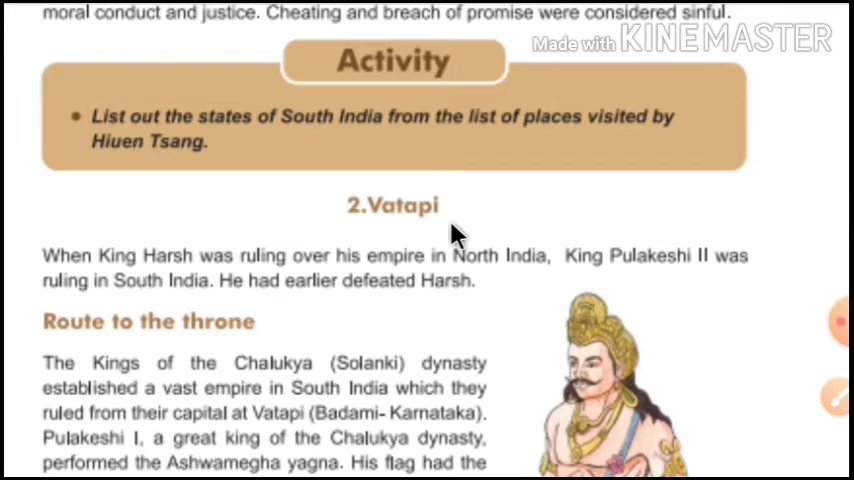 moral conduct and justice. Cheating and breach of promise were considered sinful.
Made with KINEMASTER
Activity
• List out the states of South India from the list of places visited by
Hiuen Tsang.
2.Vatapi
When King Harsh was ruling over his empire in North India, King Pulakeshi II was
ruling in South India. He had earlier defeated Harsh.
Route to the throne
The Kings of the Chalukya (Solanki) dynasty
established a vast empire in South India which they
ruled from their capital at Vatapi (Badami- Karnataka).
Pulakeshi I, a great king of the Chalukya dynasty,
performed the Ashwamegha yagna. His flag had the